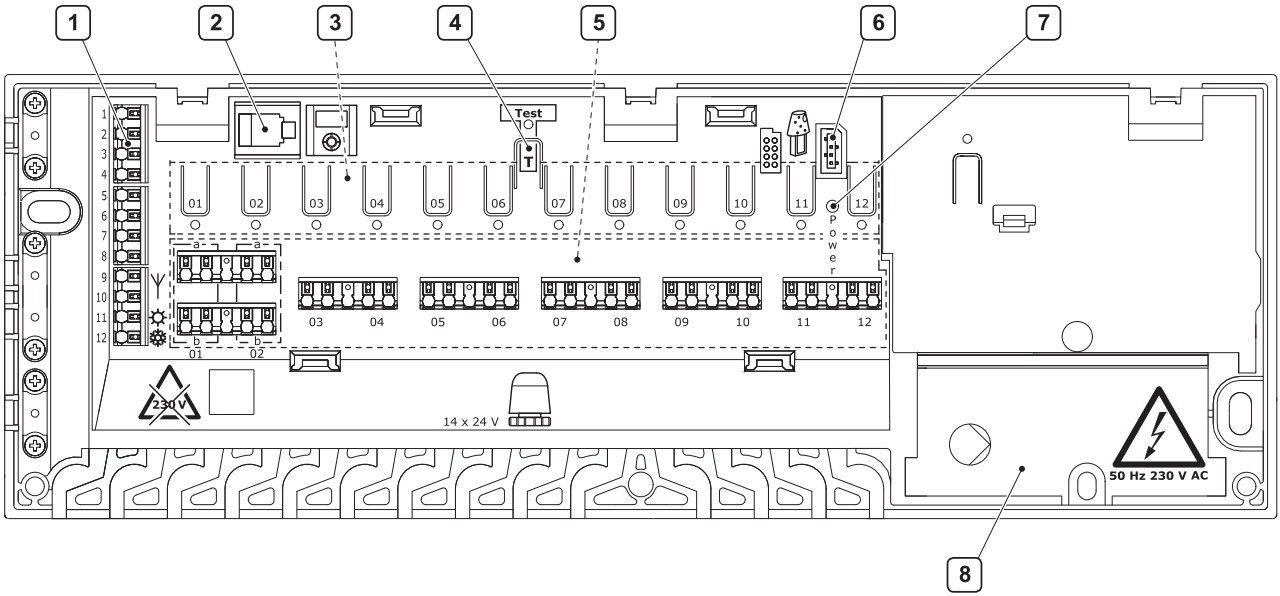 1 2 3 4 5 6 7
Test
T
1
2
3
4
5
6
7
8
9
10
11
12
01 02 03 04 05 06 07 08 09 10 11 12
Power
a a
b b
01 02
03 04 05 06 07 08 09 10 11 12
230 V
14 x 24 V
50 Hz 230 V AC
8